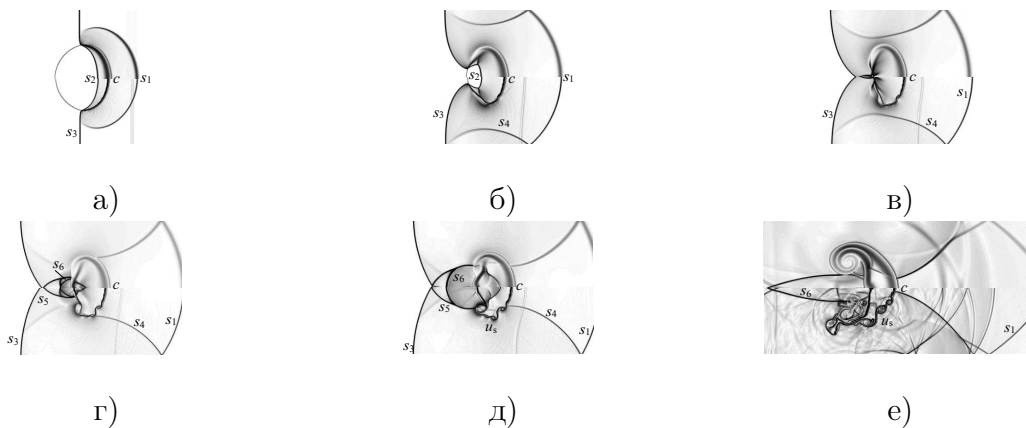 s₂ c s₁
s₃
s₂ c s₁
s₃ s₄
c s₁
s₃ s₄
а) б) в)
s₆ c
s₅ s₄ s₁
s₃
s₆ c
s₅ s₄
uₛ s₁
s₃
c
s₆ uₛ s₁
г) д) е)